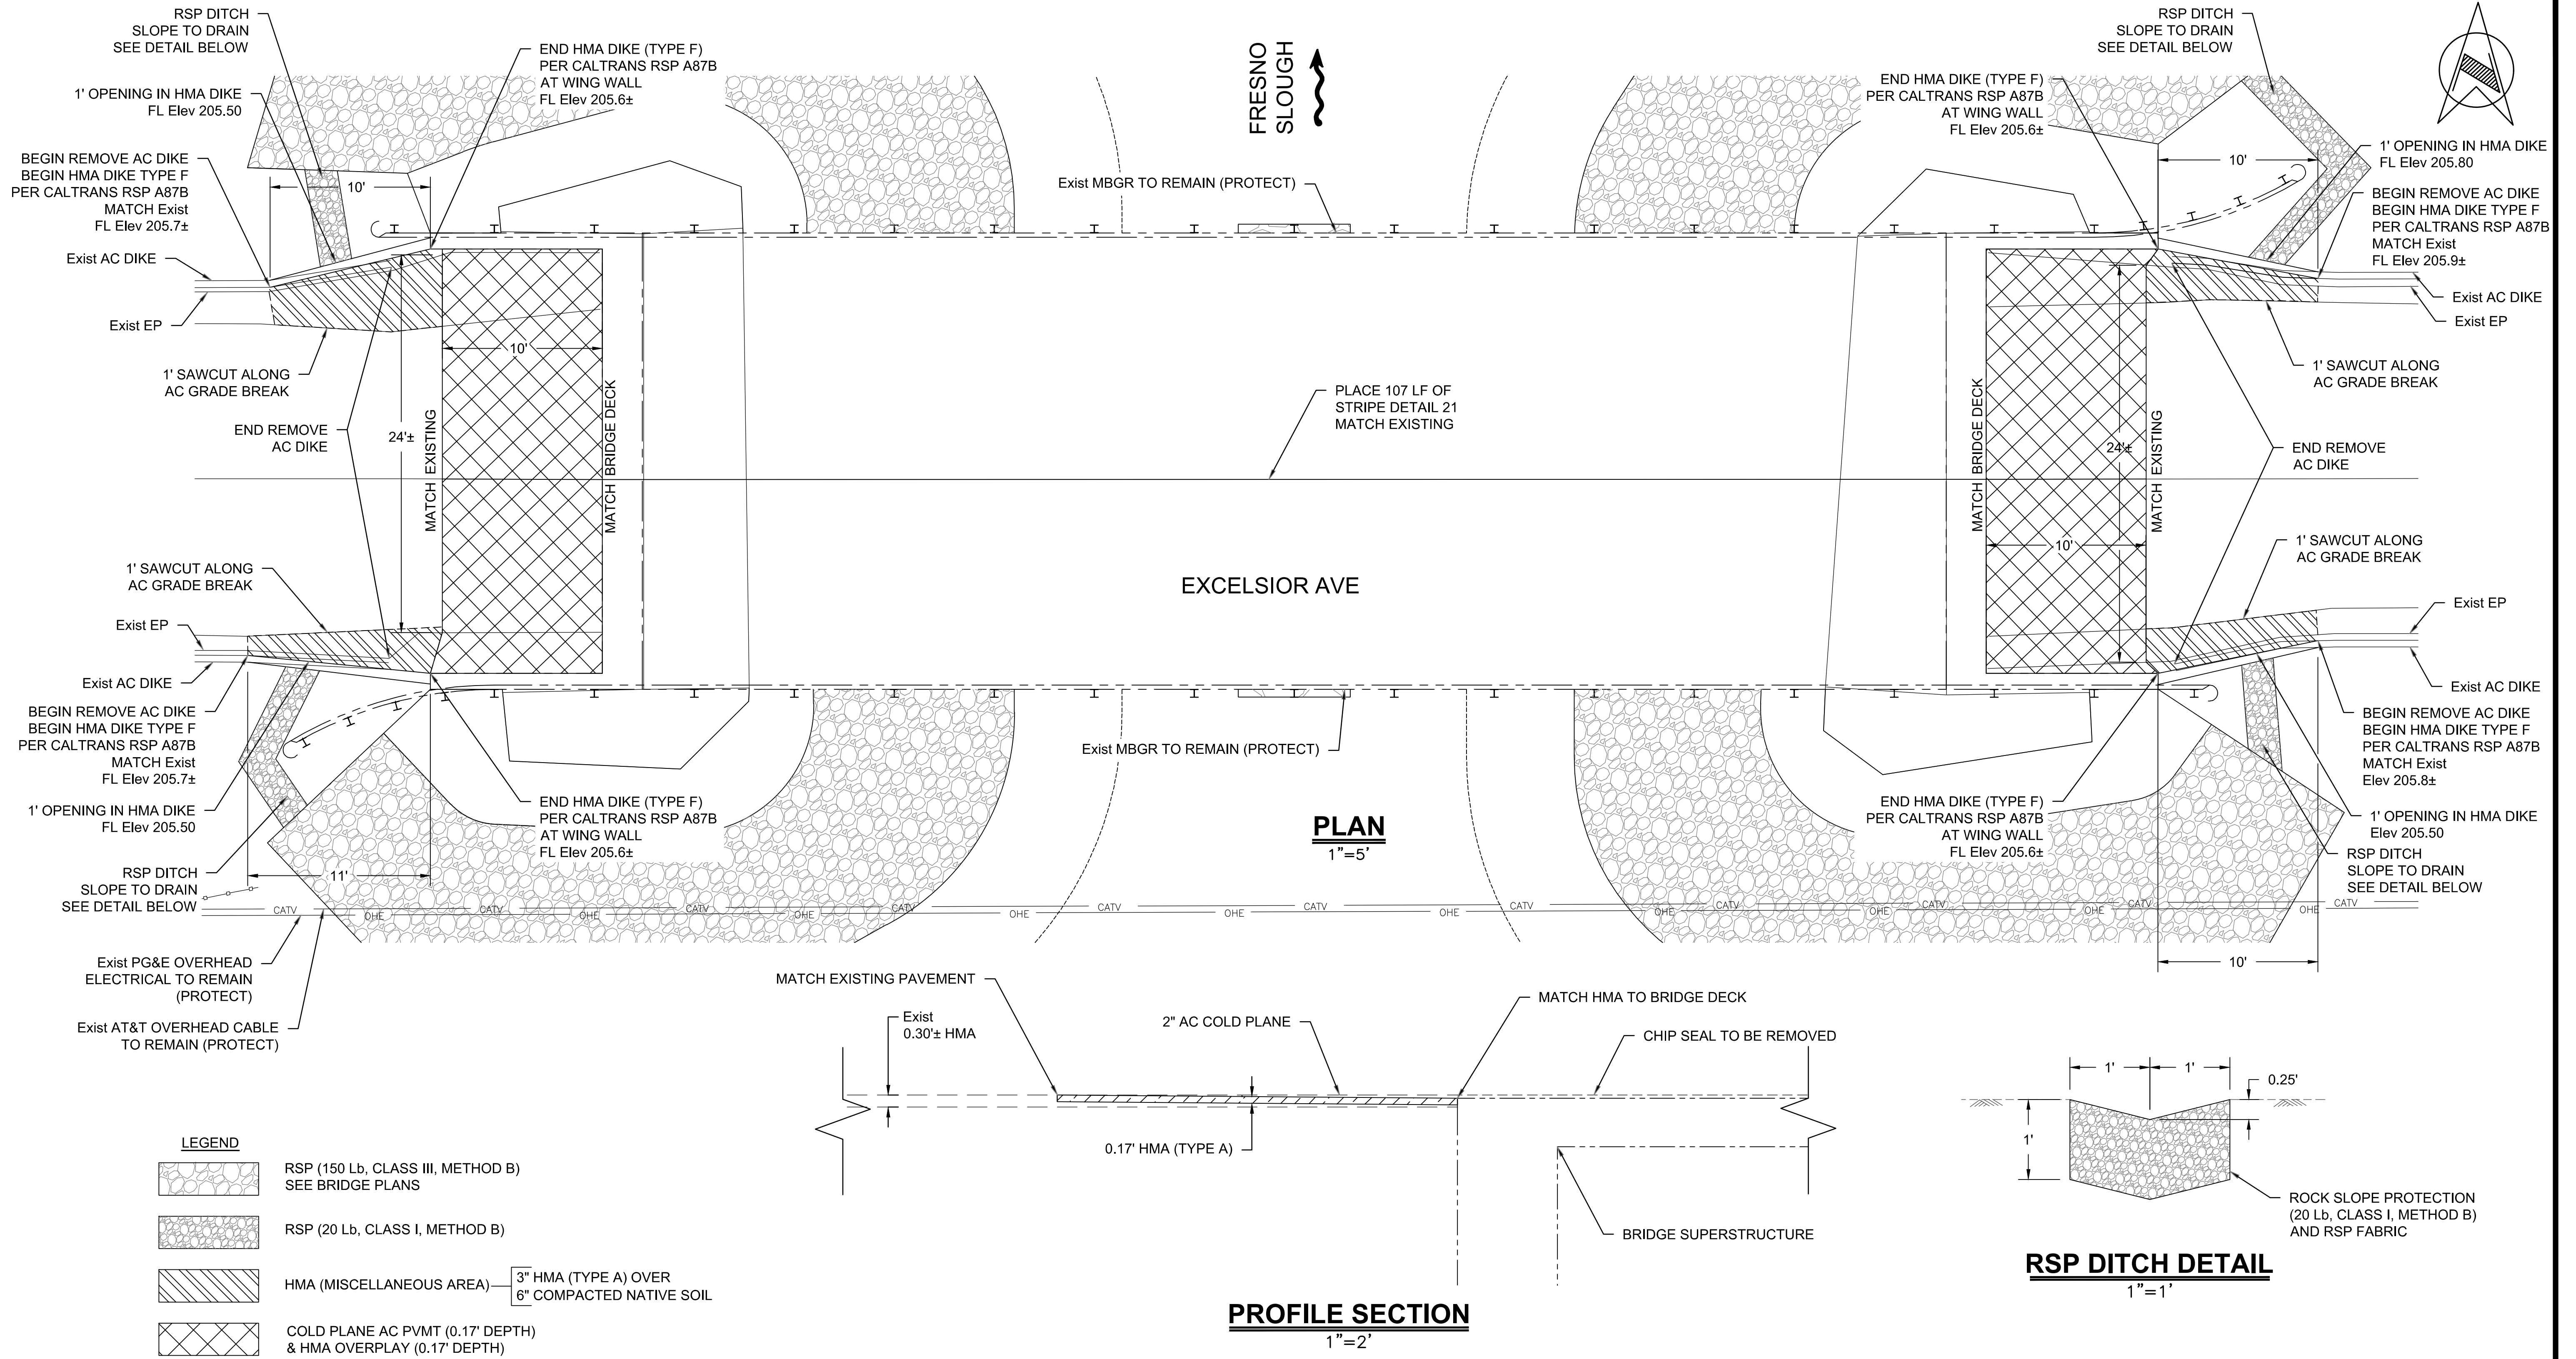 RSP DITCH
SLOPE TO DRAIN
SEE DETAIL BELOW
END HMA DIKE (TYPE F)
PER CALTRANS RSP A87B
AT WING WALL
FL Elev 205.6±
1' OPENING IN HMA DIKE
FL Elev 205.50
BEGIN REMOVE AC DIKE
BEGIN HMA DIKE TYPE F
PER CALTRANS RSP A87B
MATCH Exist
FL Elev 205.7±
10'
Exist AC DIKE
Exist EP
1' SAWCUT ALONG
AC GRADE BREAK
END REMOVE
AC DIKE
24'±
MATCH EXISTING
10'
MATCH BRIDGE DECK
1' SAWCUT ALONG
AC GRADE BREAK
Exist EP
Exist AC DIKE
BEGIN REMOVE AC DIKE
BEGIN HMA DIKE TYPE F
PER CALTRANS RSP A87B
MATCH Exist
FL Elev 205.7±
1' OPENING IN HMA DIKE
FL Elev 205.50
RSP DITCH
SLOPE TO DRAIN
SEE DETAIL BELOW
11'
END HMA DIKE (TYPE F)
PER CALTRANS RSP A87B
AT WING WALL
FL Elev 205.6±
Exist PG&E OVERHEAD
ELECTRICAL TO REMAIN
(PROTECT)
Exist AT&T OVERHEAD CABLE
TO REMAIN (PROTECT)
FRESNO
SLOUGH
Exist MBGR TO REMAIN (PROTECT)
PLACE 107 LF OF
STRIPE DETAIL 21
MATCH EXISTING
EXCELSIOR AVE
Exist MBGR TO REMAIN (PROTECT)
PLAN
1"=5'
CATV CATV CATV CATV CATV CATV CATV CATV CATV CATV
OHE OHE OHE OHE OHE OHE OHE OHE OHE OHE
RSP DITCH
SLOPE TO DRAIN
SEE DETAIL BELOW
END HMA DIKE (TYPE F)
PER CALTRANS RSP A87B
AT WING WALL
FL Elev 205.6±
10'
1' OPENING IN HMA DIKE
FL Elev 205.80
BEGIN REMOVE AC DIKE
BEGIN HMA DIKE TYPE F
PER CALTRANS RSP A87B
MATCH Exist
FL Elev 205.9±
Exist AC DIKE
Exist EP
1' SAWCUT ALONG
AC GRADE BREAK
MATCH BRIDGE DECK
24'±
MATCH EXISTING
10'
END REMOVE
AC DIKE
1' SAWCUT ALONG
AC GRADE BREAK
Exist EP
Exist AC DIKE
BEGIN REMOVE AC DIKE
BEGIN HMA DIKE TYPE F
PER CALTRANS RSP A87B
MATCH Exist
Elev 205.8±
END HMA DIKE (TYPE F)
PER CALTRANS RSP A87B
AT WING WALL
FL Elev 205.6±
1' OPENING IN HMA DIKE
Elev 205.50
RSP DITCH
SLOPE TO DRAIN
SEE DETAIL BELOW
10'
MATCH EXISTING PAVEMENT
Exist
0.30'± HMA
2" AC COLD PLANE
MATCH HMA TO BRIDGE DECK
CHIP SEAL TO BE REMOVED
0.17' HMA (TYPE A)
BRIDGE SUPERSTRUCTURE
PROFILE SECTION
1"=2'
1' 1'
0.25'
1'
ROCK SLOPE PROTECTION
(20 Lb, CLASS I, METHOD B)
AND RSP FABRIC
RSP DITCH DETAIL
1"=1'
LEGEND
RSP (150 Lb, CLASS III, METHOD B)
SEE BRIDGE PLANS
RSP (20 Lb, CLASS I, METHOD B)
HMA (MISCELLANEOUS AREA)
3" HMA (TYPE A) OVER
6" COMPACTED NATIVE SOIL
COLD PLANE AC PVMT (0.17' DEPTH)
& HMA OVERPLAY (0.17' DEPTH)